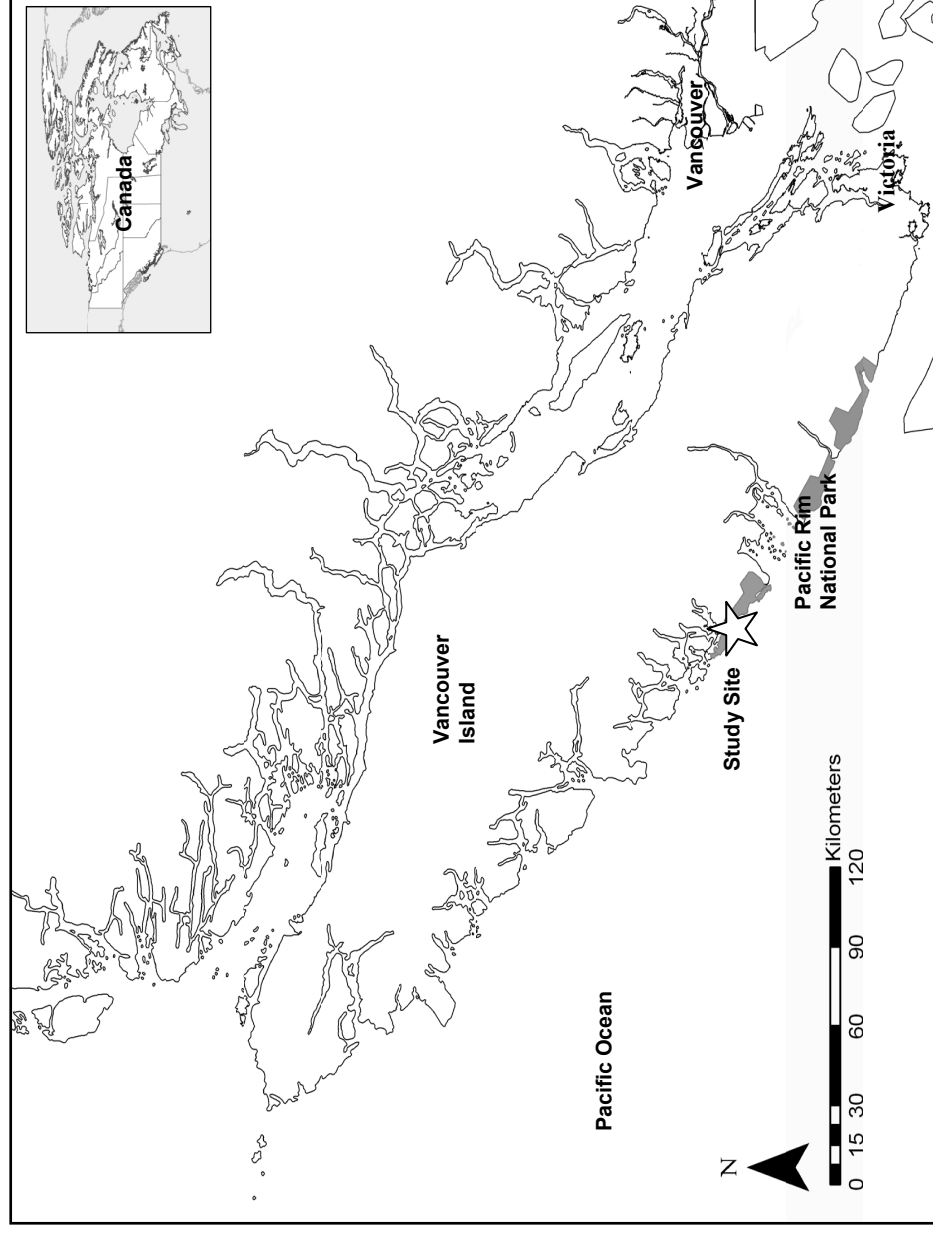 Canada
Vancouver
Victoria
Vancouver
Island
Pacific Rim
National Park
Study Site
Pacific Ocean
N
Kilometers
0 15 30 60 90 120